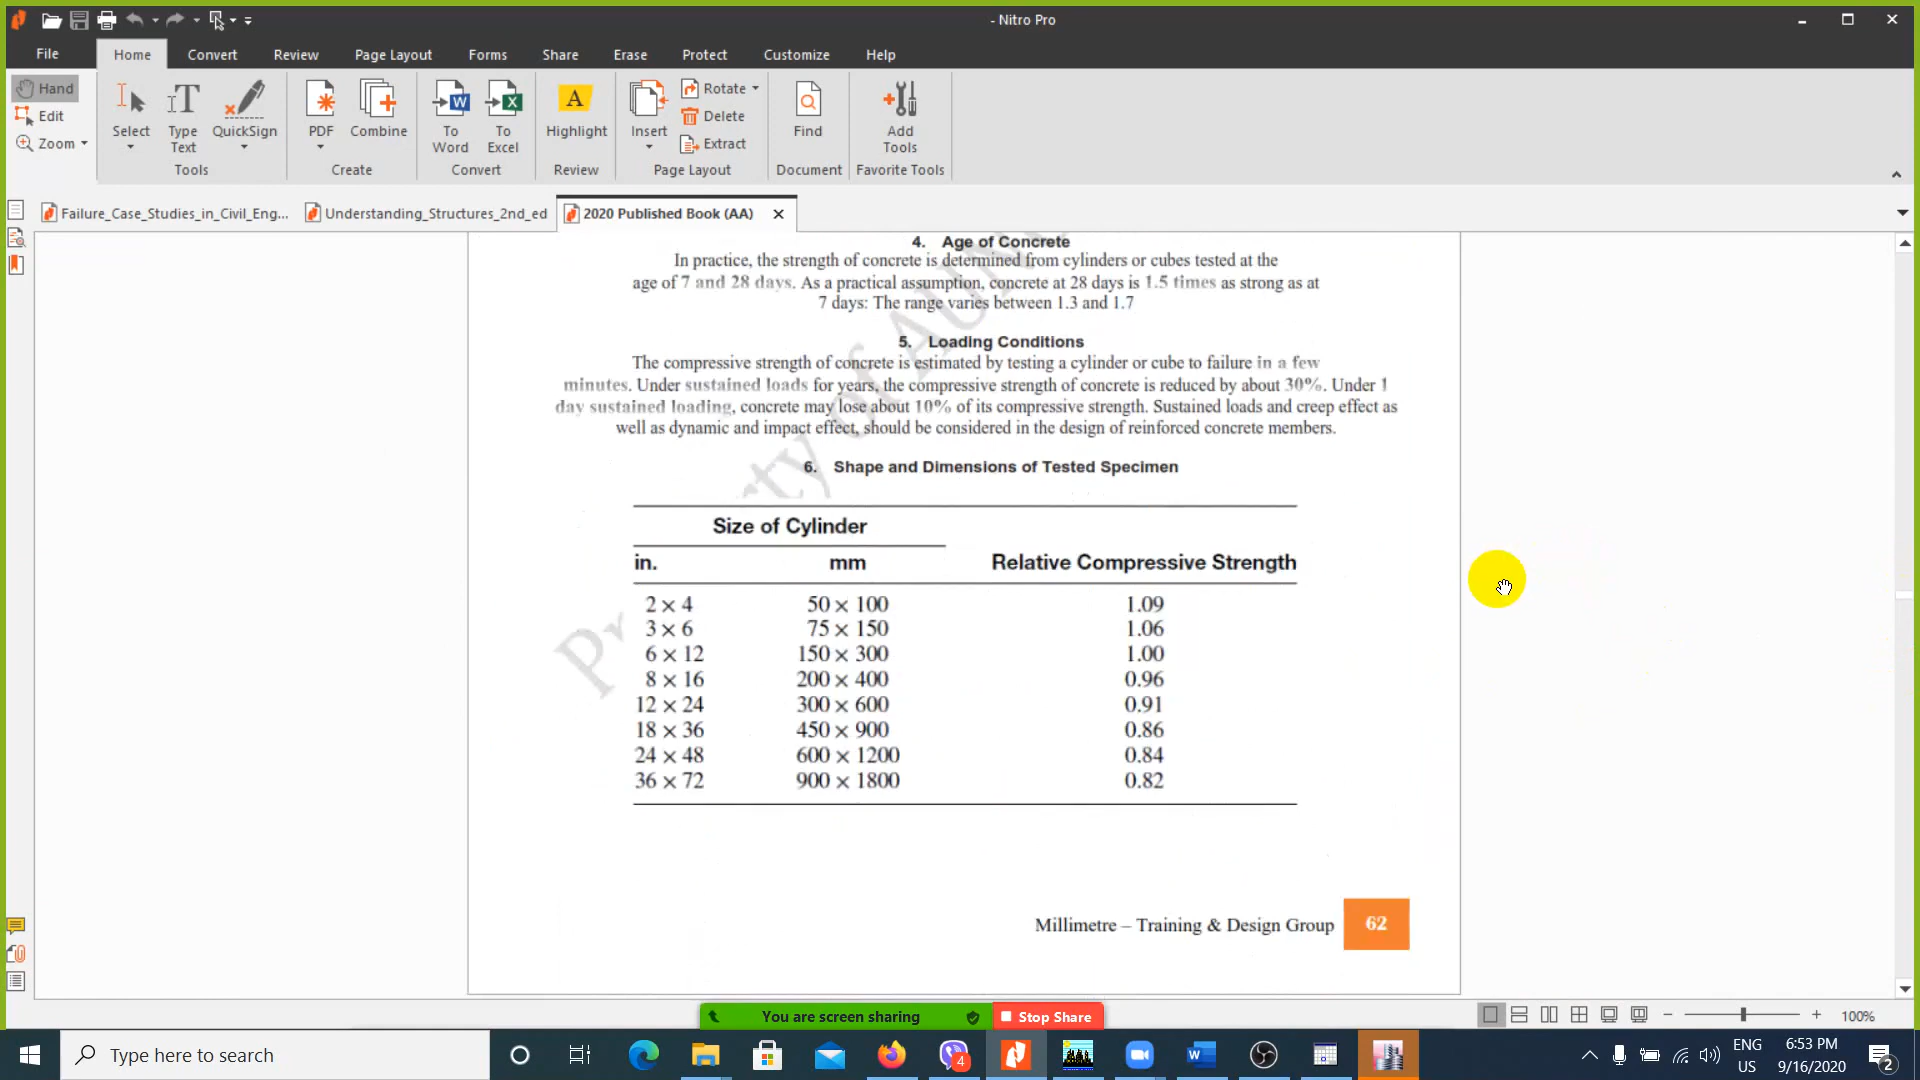 - Nitro Pro
File Home Convert Review Page Layout Forms Share Erase Protect Customize Help
Hand
Edit
Zoom
Select
Type Text
QuickSign
Tools
PDF
Combine
Create
To Word
To Excel
Convert
A
Highlight
Review
Insert
Rotate
Delete
Extract
Page Layout
Find
Document
Add Tools
Favorite Tools
Failure_Case_Studies_in_Civil_Eng... Understanding_Structures_2nd_ed 2020 Published Book (AA)
4. Age of Concrete
In practice, the strength of concrete is determined from cylinders or cubes tested at the
age of 7 and 28 days. As a practical assumption, concrete at 28 days is 1.5 times as strong as at
7 days: The range varies between 1.3 and 1.7
5. Loading Conditions
The compressive strength of concrete is estimated by testing a cylinder or cube to failure in a few
minutes. Under sustained loads for years, the compressive strength of concrete is reduced by about 30%. Under 1
day sustained loading, concrete may lose about 10% of its compressive strength. Sustained loads and creep effect as
well as dynamic and impact effect, should be considered in the design of reinforced concrete members.
6. Shape and Dimensions of Tested Specimen
Size of Cylinder
in. mm Relative Compressive Strength
2 × 4 50 × 100 1.09
3 × 6 75 × 150 1.06
6 × 12 150 × 300 1.00
8 × 16 200 × 400 0.96
12 × 24 300 × 600 0.91
18 × 36 450 × 900 0.86
24 × 48 600 × 1200 0.84
36 × 72 900 × 1800 0.82
Millimetre – Training & Design Group 62
You are screen sharing Stop Share
100%
Type here to search
4
ENG
US
6:53 PM
9/16/2020
2